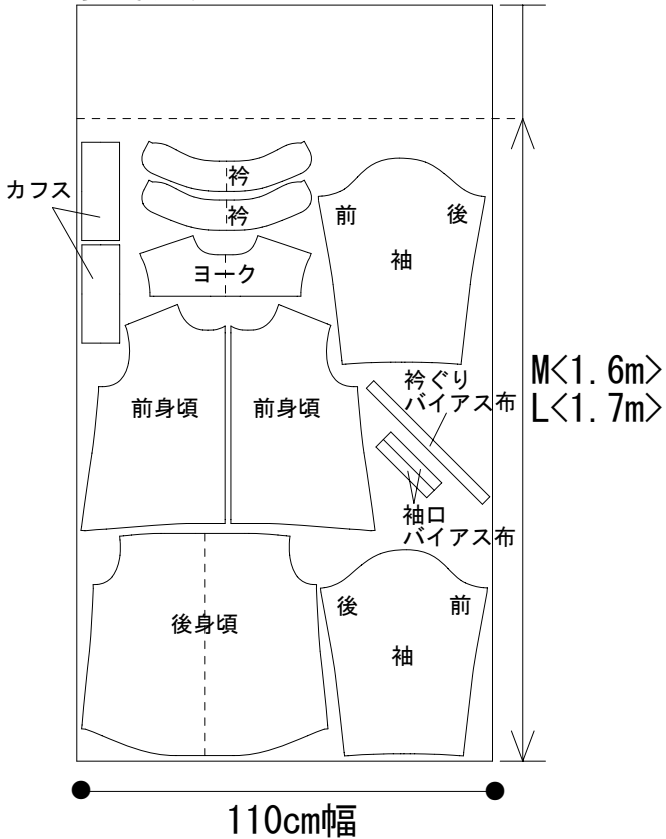 カフス
衿
衿
ヨーク
前
後
袖
前身頃
前身頃
衿ぐり
バイアス布
袖口
バイアス布
M<1.6m>
L<1.7m>
後身頃
後
前
袖
110cm幅